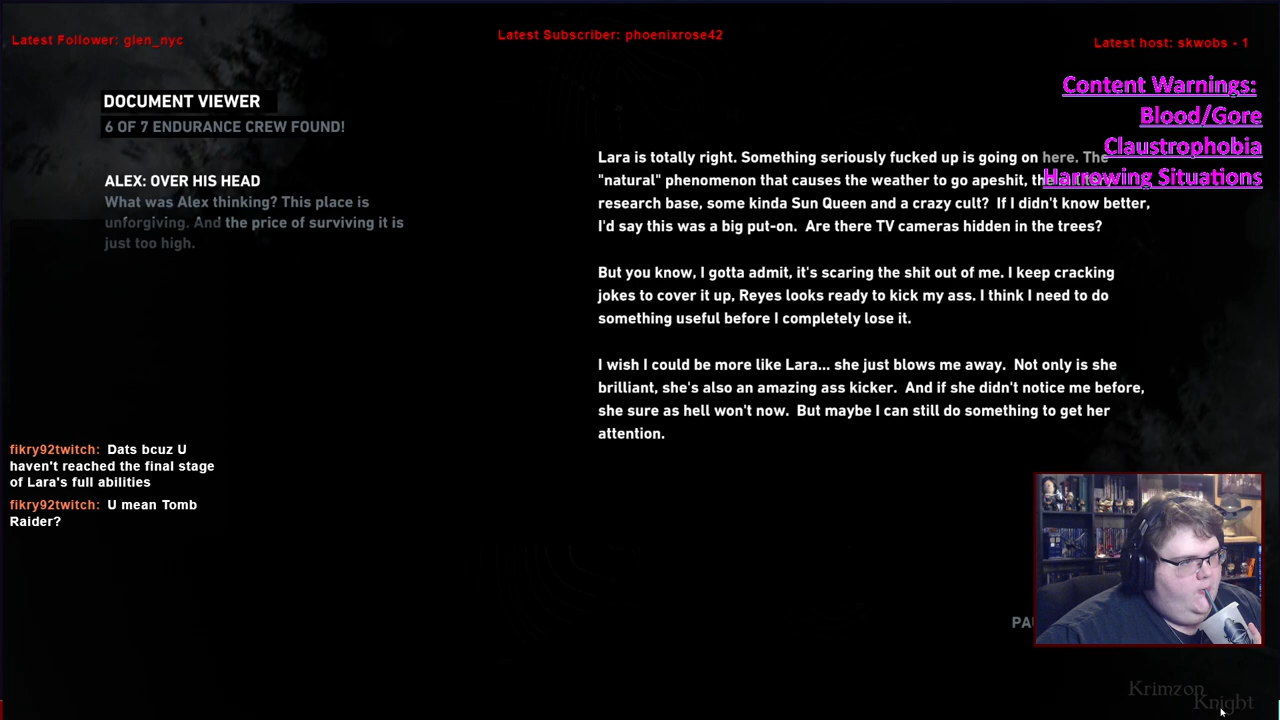 Latest Follower: glen_nyc
Latest Subscriber: phoenixrose42
Latest host: skwobs - 1
Content Warnings:
Blood/Gore
Claustrophobia
Harrowing Situations
DOCUMENT VIEWER
6 OF 7 ENDURANCE CREW FOUND!
ALEX: OVER HIS HEAD
What was Alex thinking? This place is
unforgiving. And the price of surviving it is
just too high.
Lara is totally right. Something seriously fucked up is going on here. The
"natural" phenomenon that causes the weather to go apeshit,
research base, some kinda Sun Queen and a crazy cult? If I didn't know better,
I'd say this was a big put-on. Are there TV cameras hidden in the trees?
But you know, I gotta admit, it's scaring the shit out of me. I keep cracking
jokes to cover it up, Reyes looks ready to kick my ass. I think I need to do
something useful before I completely lose it.
I wish I could be more like Lara... she just blows me away. Not only is she
brilliant, she's also an amazing ass kicker. And if she didn't notice me before,
she sure as hell won't now. But maybe I can still do something to get her
attention.
fikry92twitch: Dats bcuz U
haven't reached the final stage
of Lara's full abilities
fikry92twitch: U mean Tomb
Raider?
Krimzon
Knight